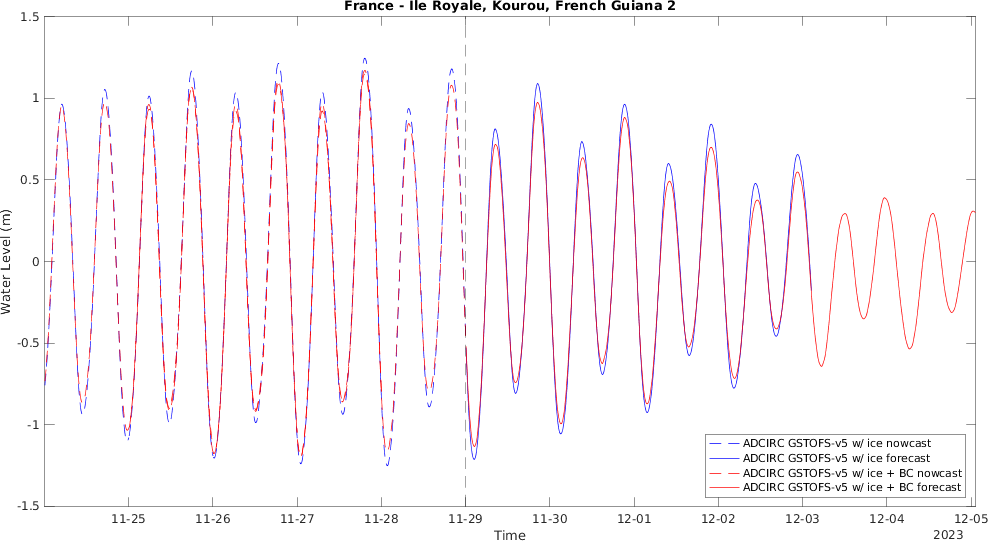 France - Ile Royale, Kourou, French Guiana 2
1.5
1
0.5
0
-0.5
-1
-1.5
Water Level (m)
11-25 11-26 11-27 11-28 11-29 11-30 12-01 12-02 12-03 12-04 12-05
Time
2023
ADCIRC GSTOFS-v5 w/ ice nowcast
ADCIRC GSTOFS-v5 w/ ice forecast
ADCIRC GSTOFS-v5 w/ ice + BC nowcast
ADCIRC GSTOFS-v5 w/ ice + BC forecast